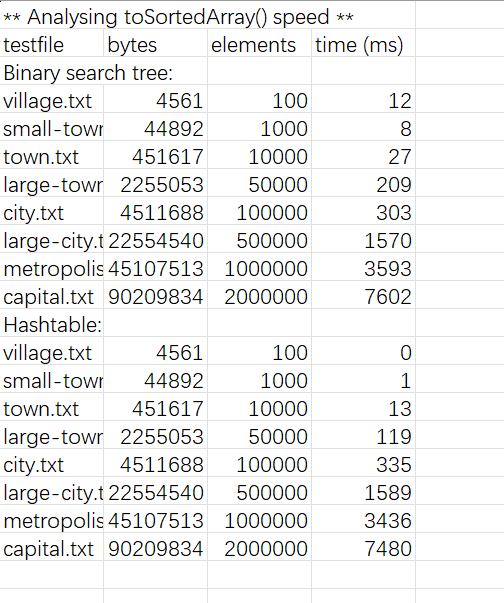 ** Analysing toSortedArray() speed **
testfile bytes elements time (ms)
Binary search tree:
village.txt 4561 100 12
small-town 44892 1000 8
town.txt 451617 10000 27
large-town 2255053 50000 209
city.txt 4511688 100000 303
large-city.t 22554540 500000 1570
metropolis 45107513 1000000 3593
capital.txt 90209834 2000000 7602
Hashtable:
village.txt 4561 100 0
small-town 44892 1000 1
town.txt 451617 10000 13
large-town 2255053 50000 119
city.txt 4511688 100000 335
large-city.t 22554540 500000 1589
metropolis 45107513 1000000 3436
capital.txt 90209834 2000000 7480